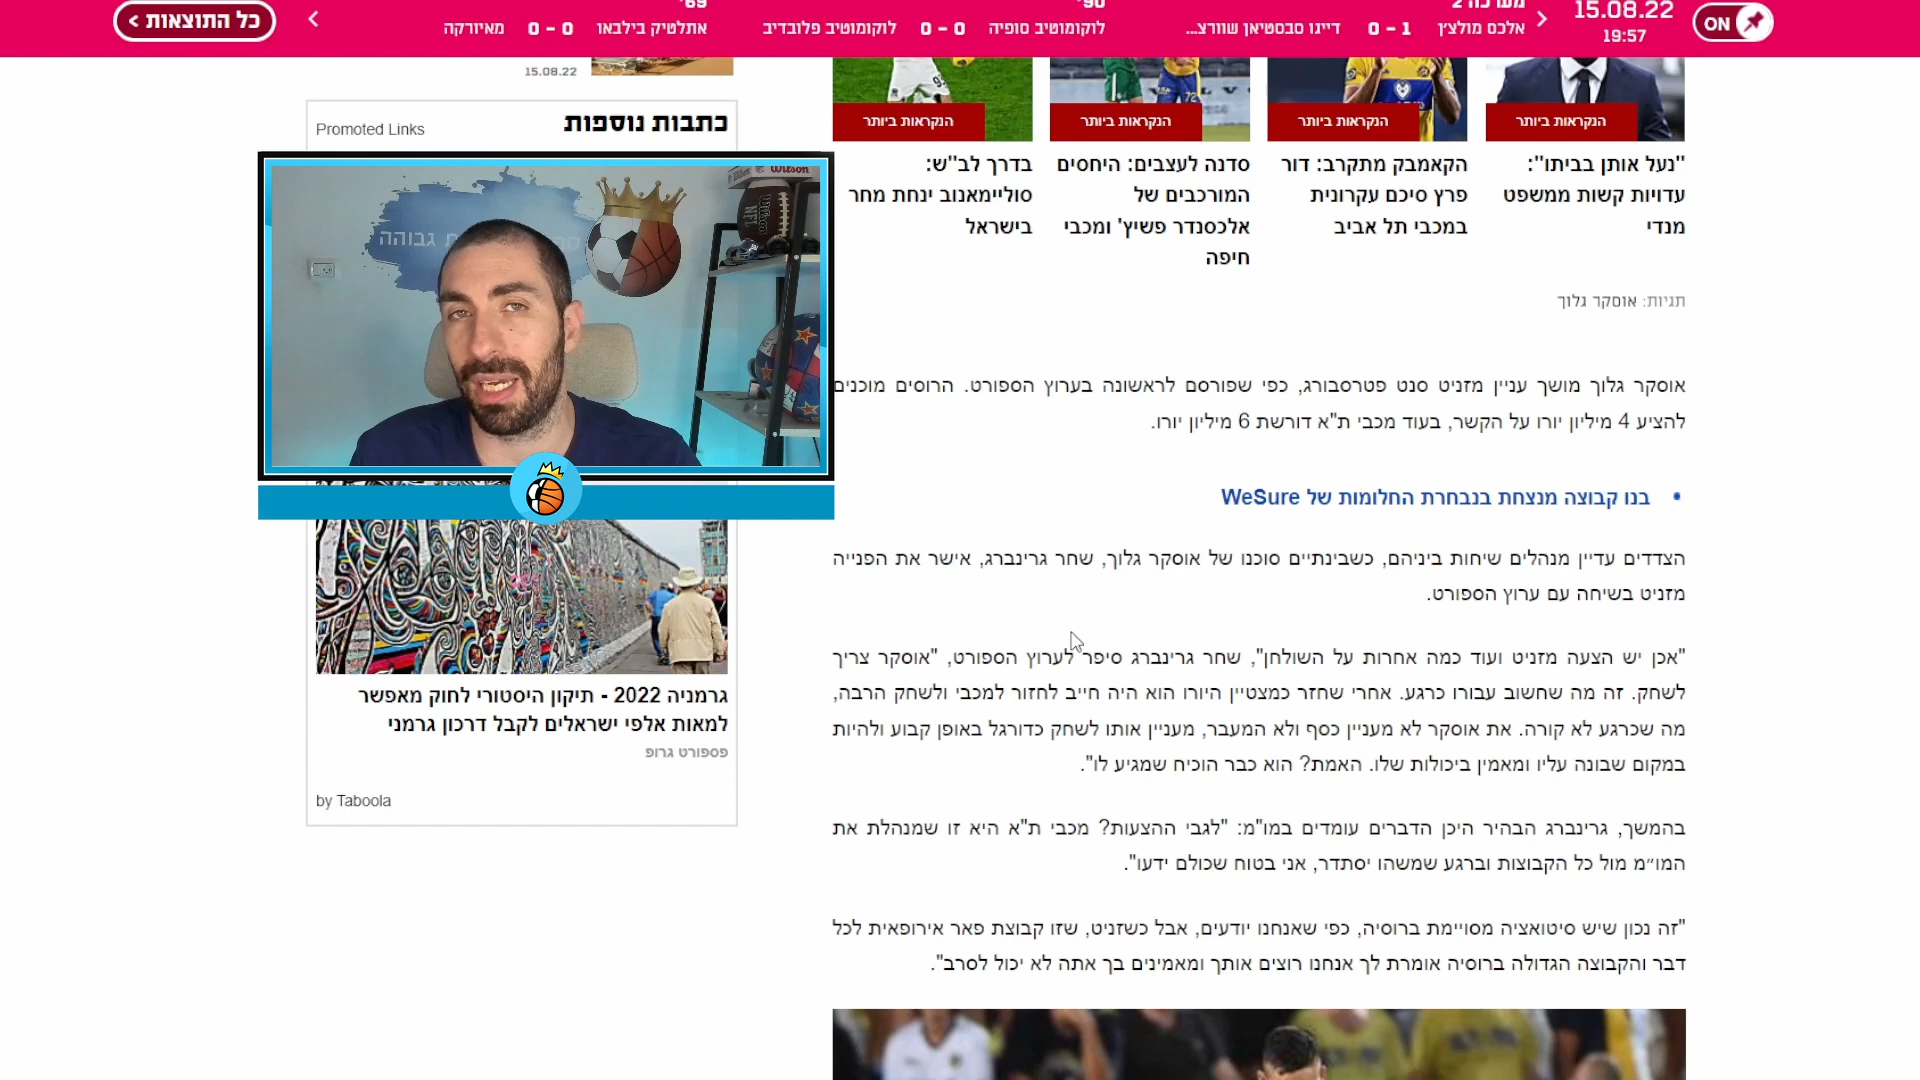 ON
15.08.22
19:57
אלכס מולצ'ץ 1 - 0 דייגו סבסטיאן שוורצ...
90'
לוקומוטיב סופיה 0 - 0 לוקומוטיב פלובדיב
69'
אתלטיק בילבאו 0 - 0 מאיורקה
כל התוצאות >
15.08.22
הנקראות ביותר
"נעל אותן בביתו":
עדויות קשות ממשפט
מנדי
הנקראות ביותר
הקאמבק מתקרב: דור
פרץ סיכם עקרונית
במכבי תל אביב
הנקראות ביותר
סדנה לעצבים: היחסים
המורכבים של
אלכסנדר פשיץ' ומכבי
חיפה
הנקראות ביותר
בדרך לב"ש:
סוליימאנוב ינחת מחר
בישראל
תגיות: אוסקר גלוך
אוסקר גלוך מושך עניין מזניט סנט פטרסבורג, כפי שפורסם לראשונה בערוץ הספורט. הרוסים מוכנים
להציע 4 מיליון יורו על הקשר, בעוד מכבי ת"א דורשת 6 מיליון יורו.
• בנו קבוצה מנצחת בנבחרת החלומות של WeSure
הצדדים עדיין מנהלים שיחות ביניהם, כשבינתיים סוכנו של אוסקר גלוך, שחר גרינברג, אישר את הפנייה
מזניט בשיחה עם ערוץ הספורט.
"אכן יש הצעה מזניט ועוד כמה אחרות על השולחן", שחר גרינברג סיפר לערוץ הספורט, "אוסקר צריך
לשחק. זה מה שחשוב עבורו כרגע. אחרי שחזר כמצטיין היורו הוא היה חייב לחזור למכבי ולשחק הרבה,
מה שכרגע לא קורה. את אוסקר לא מעניין כסף ולא המעבר, מעניין אותו לשחק כדורגל באופן קבוע ולהיות
במקום שבונה עליו ומאמין ביכולות שלו. האמת? הוא כבר הוכיח שמגיע לו".
בהמשך, גרינברג הבהיר היכן הדברים עומדים במו"מ: "לגבי ההצעות? מכבי ת"א היא זו שמנהלת את
המו״מ מול כל הקבוצות וברגע שמשהו יסתדר, אני בטוח שכולם ידעו".
"זה נכון שיש סיטואציה מסויימת ברוסיה, כפי שאנחנו יודעים, אבל כשזניט, שזו קבוצת פאר אירופאית לכל
דבר והקבוצה הגדולה ברוסיה אומרת לך אנחנו רוצים אותך ומאמינים בך אתה לא יכול לסרב".
כתבות נוספות
Promoted Links
Wilson
NFL
גבוהה
גרמניה 2022 - תיקון היסטורי לחוק מאפשר
למאות אלפי ישראלים לקבל דרכון גרמני
פספורט גרופ
by Taboola